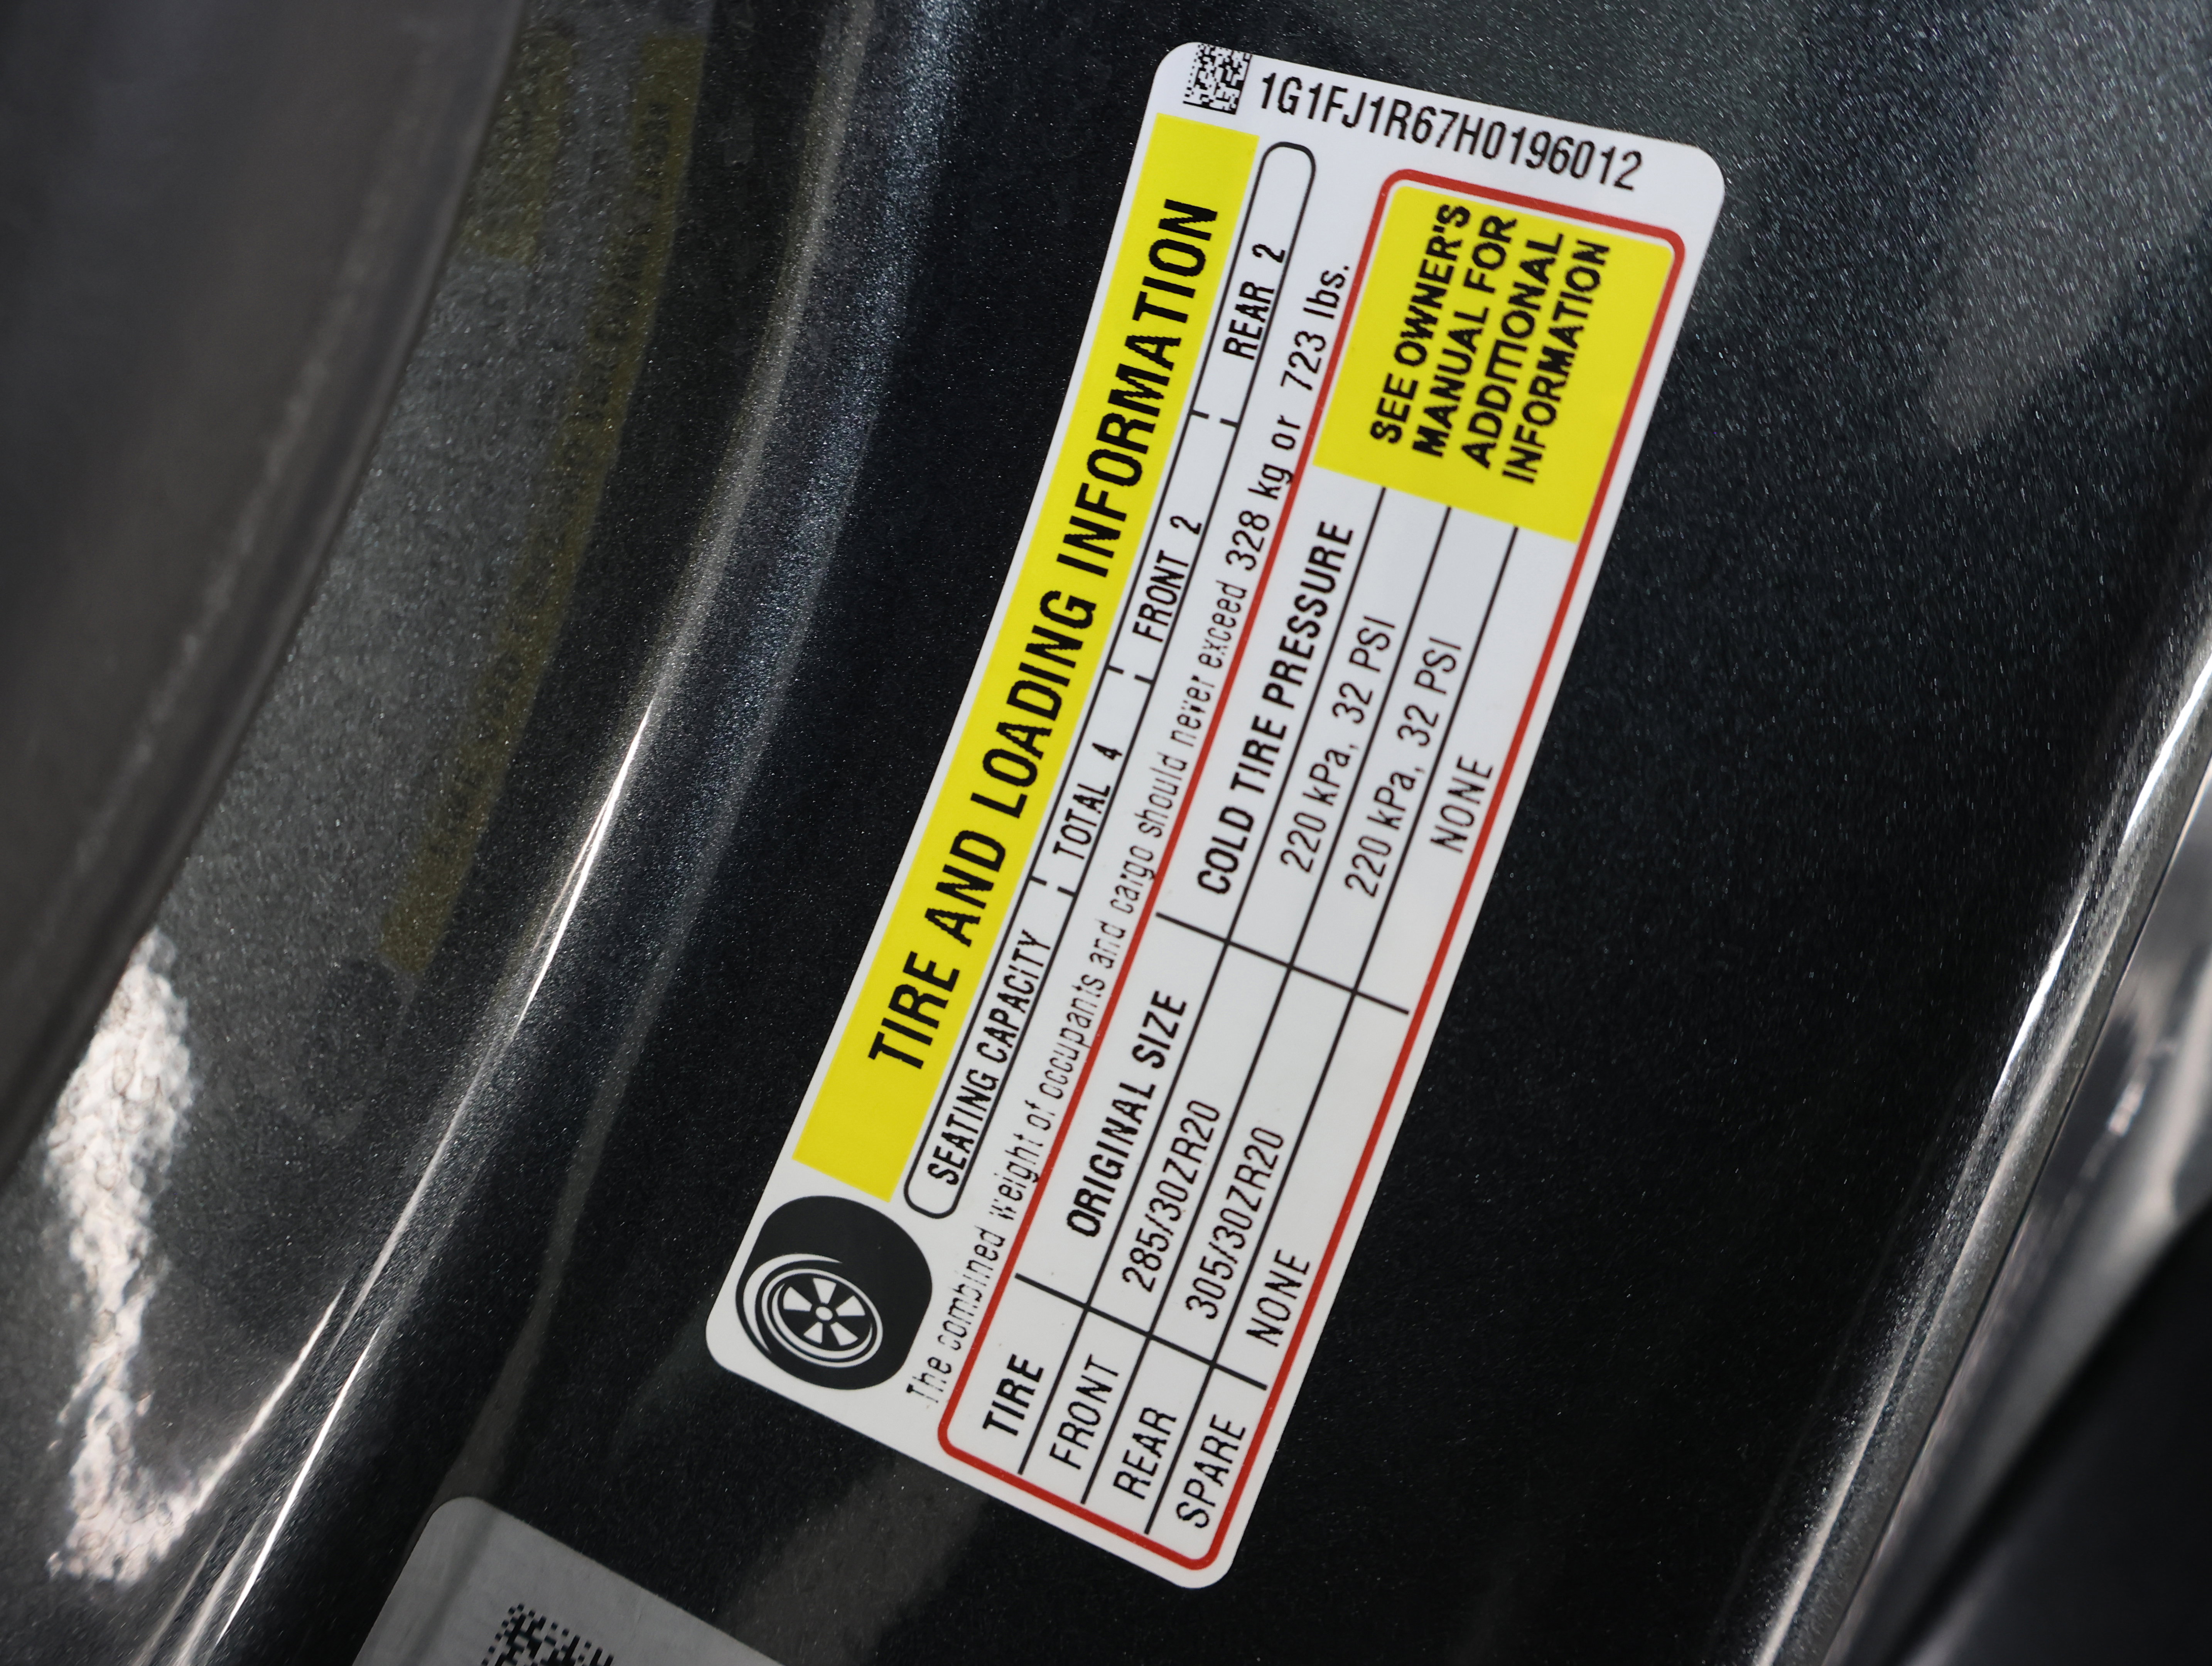 1G1FJ1R67H0196012
TIRE AND LOADING INFORMATION
SEATING CAPACITY TOTAL 4 FRONT 2 REAR 2
The combined weight of occupants and cargo should never exceed 328 kg or 723 lbs.
TIRE ORIGINAL SIZE COLD TIRE PRESSURE
FRONT 285/30ZR20 220 kPa, 32 PSI
REAR 305/30ZR20 220 kPa, 32 PSI
SPARE NONE NONE
SEE OWNER'S
MANUAL FOR
ADDITIONAL
INFORMATION